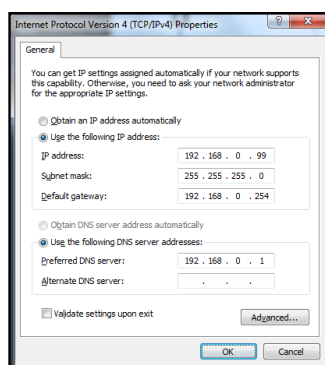 Internet Protocol Version 4 (TCP/IPv4) Properties
General
You can get IP settings assigned automatically if your network supports
this capability. Otherwise, you need to ask your network administrator
for the appropriate IP settings.
Obtain an IP address automatically
Use the following IP address:
IP address: 192 . 168 . 0 . 99
Subnet mask: 255 . 255 . 255 . 0
Default gateway: 192 . 168 . 0 . 254
Obtain DNS server address automatically
Use the following DNS server addresses:
Preferred DNS server: 192 . 168 . 0 . 1
Alternate DNS server: . . .
Validate settings upon exit
Advanced...
OK Cancel